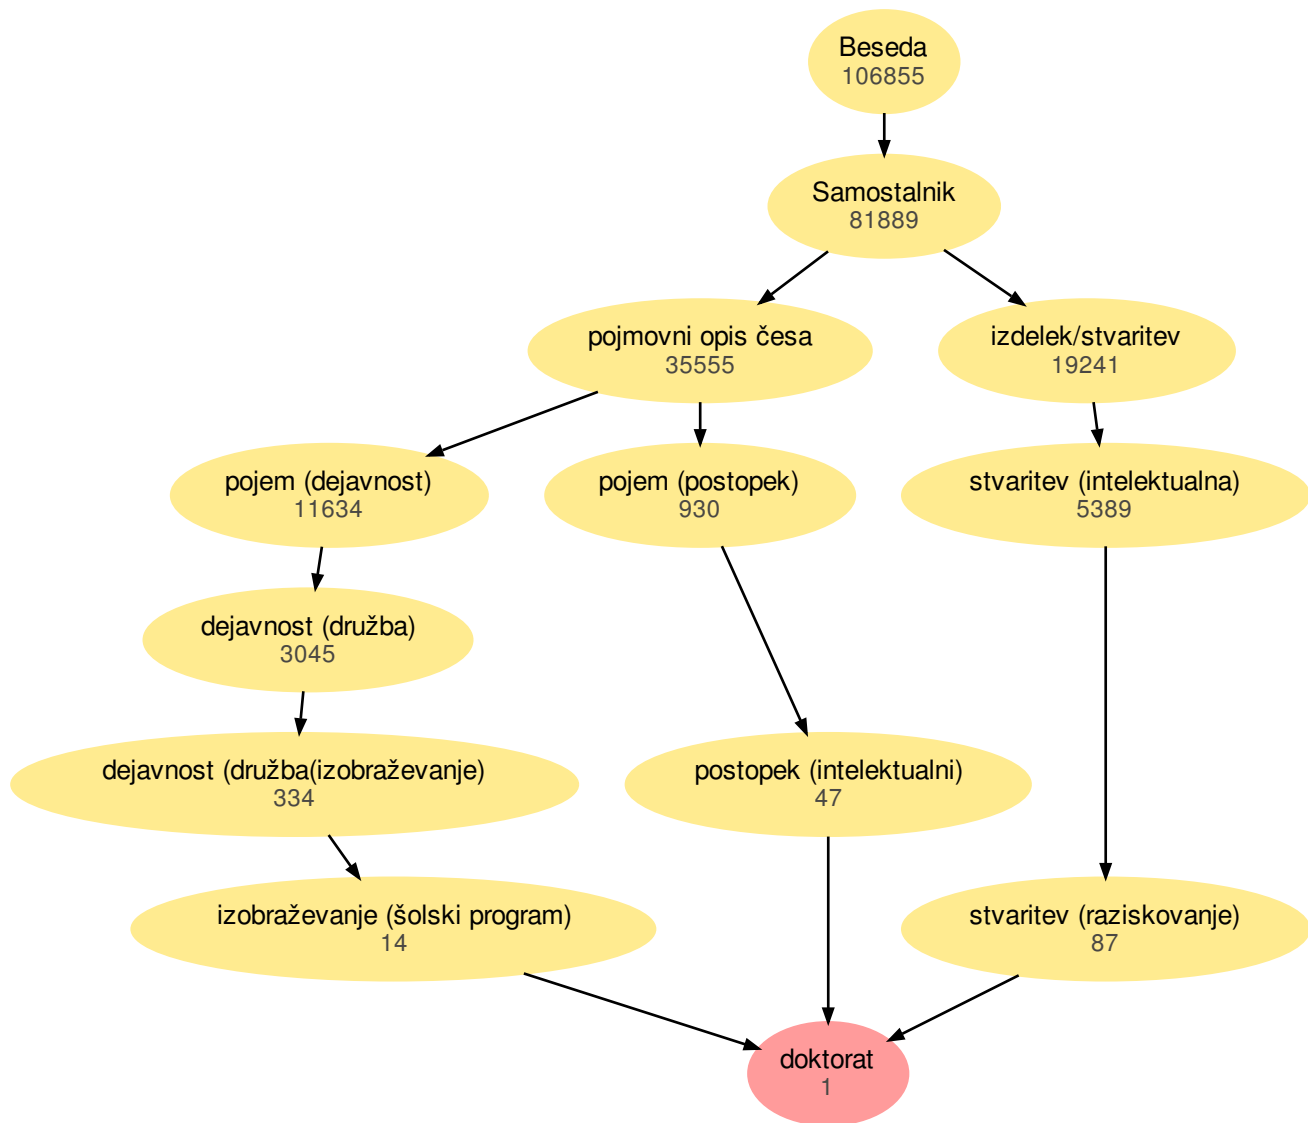 Beseda
106855
Samostalnik
81889
pojmovni opis česa
35555
izdelek/stvaritev
19241
pojem (dejavnost)
11634
pojem (postopek)
930
stvaritev (intelektualna)
5389
dejavnost (družba)
3045
dejavnost (družba(izobraževanje)
334
postopek (intelektualni)
47
izobraževanje (šolski program)
14
stvaritev (raziskovanje)
87
doktorat
1